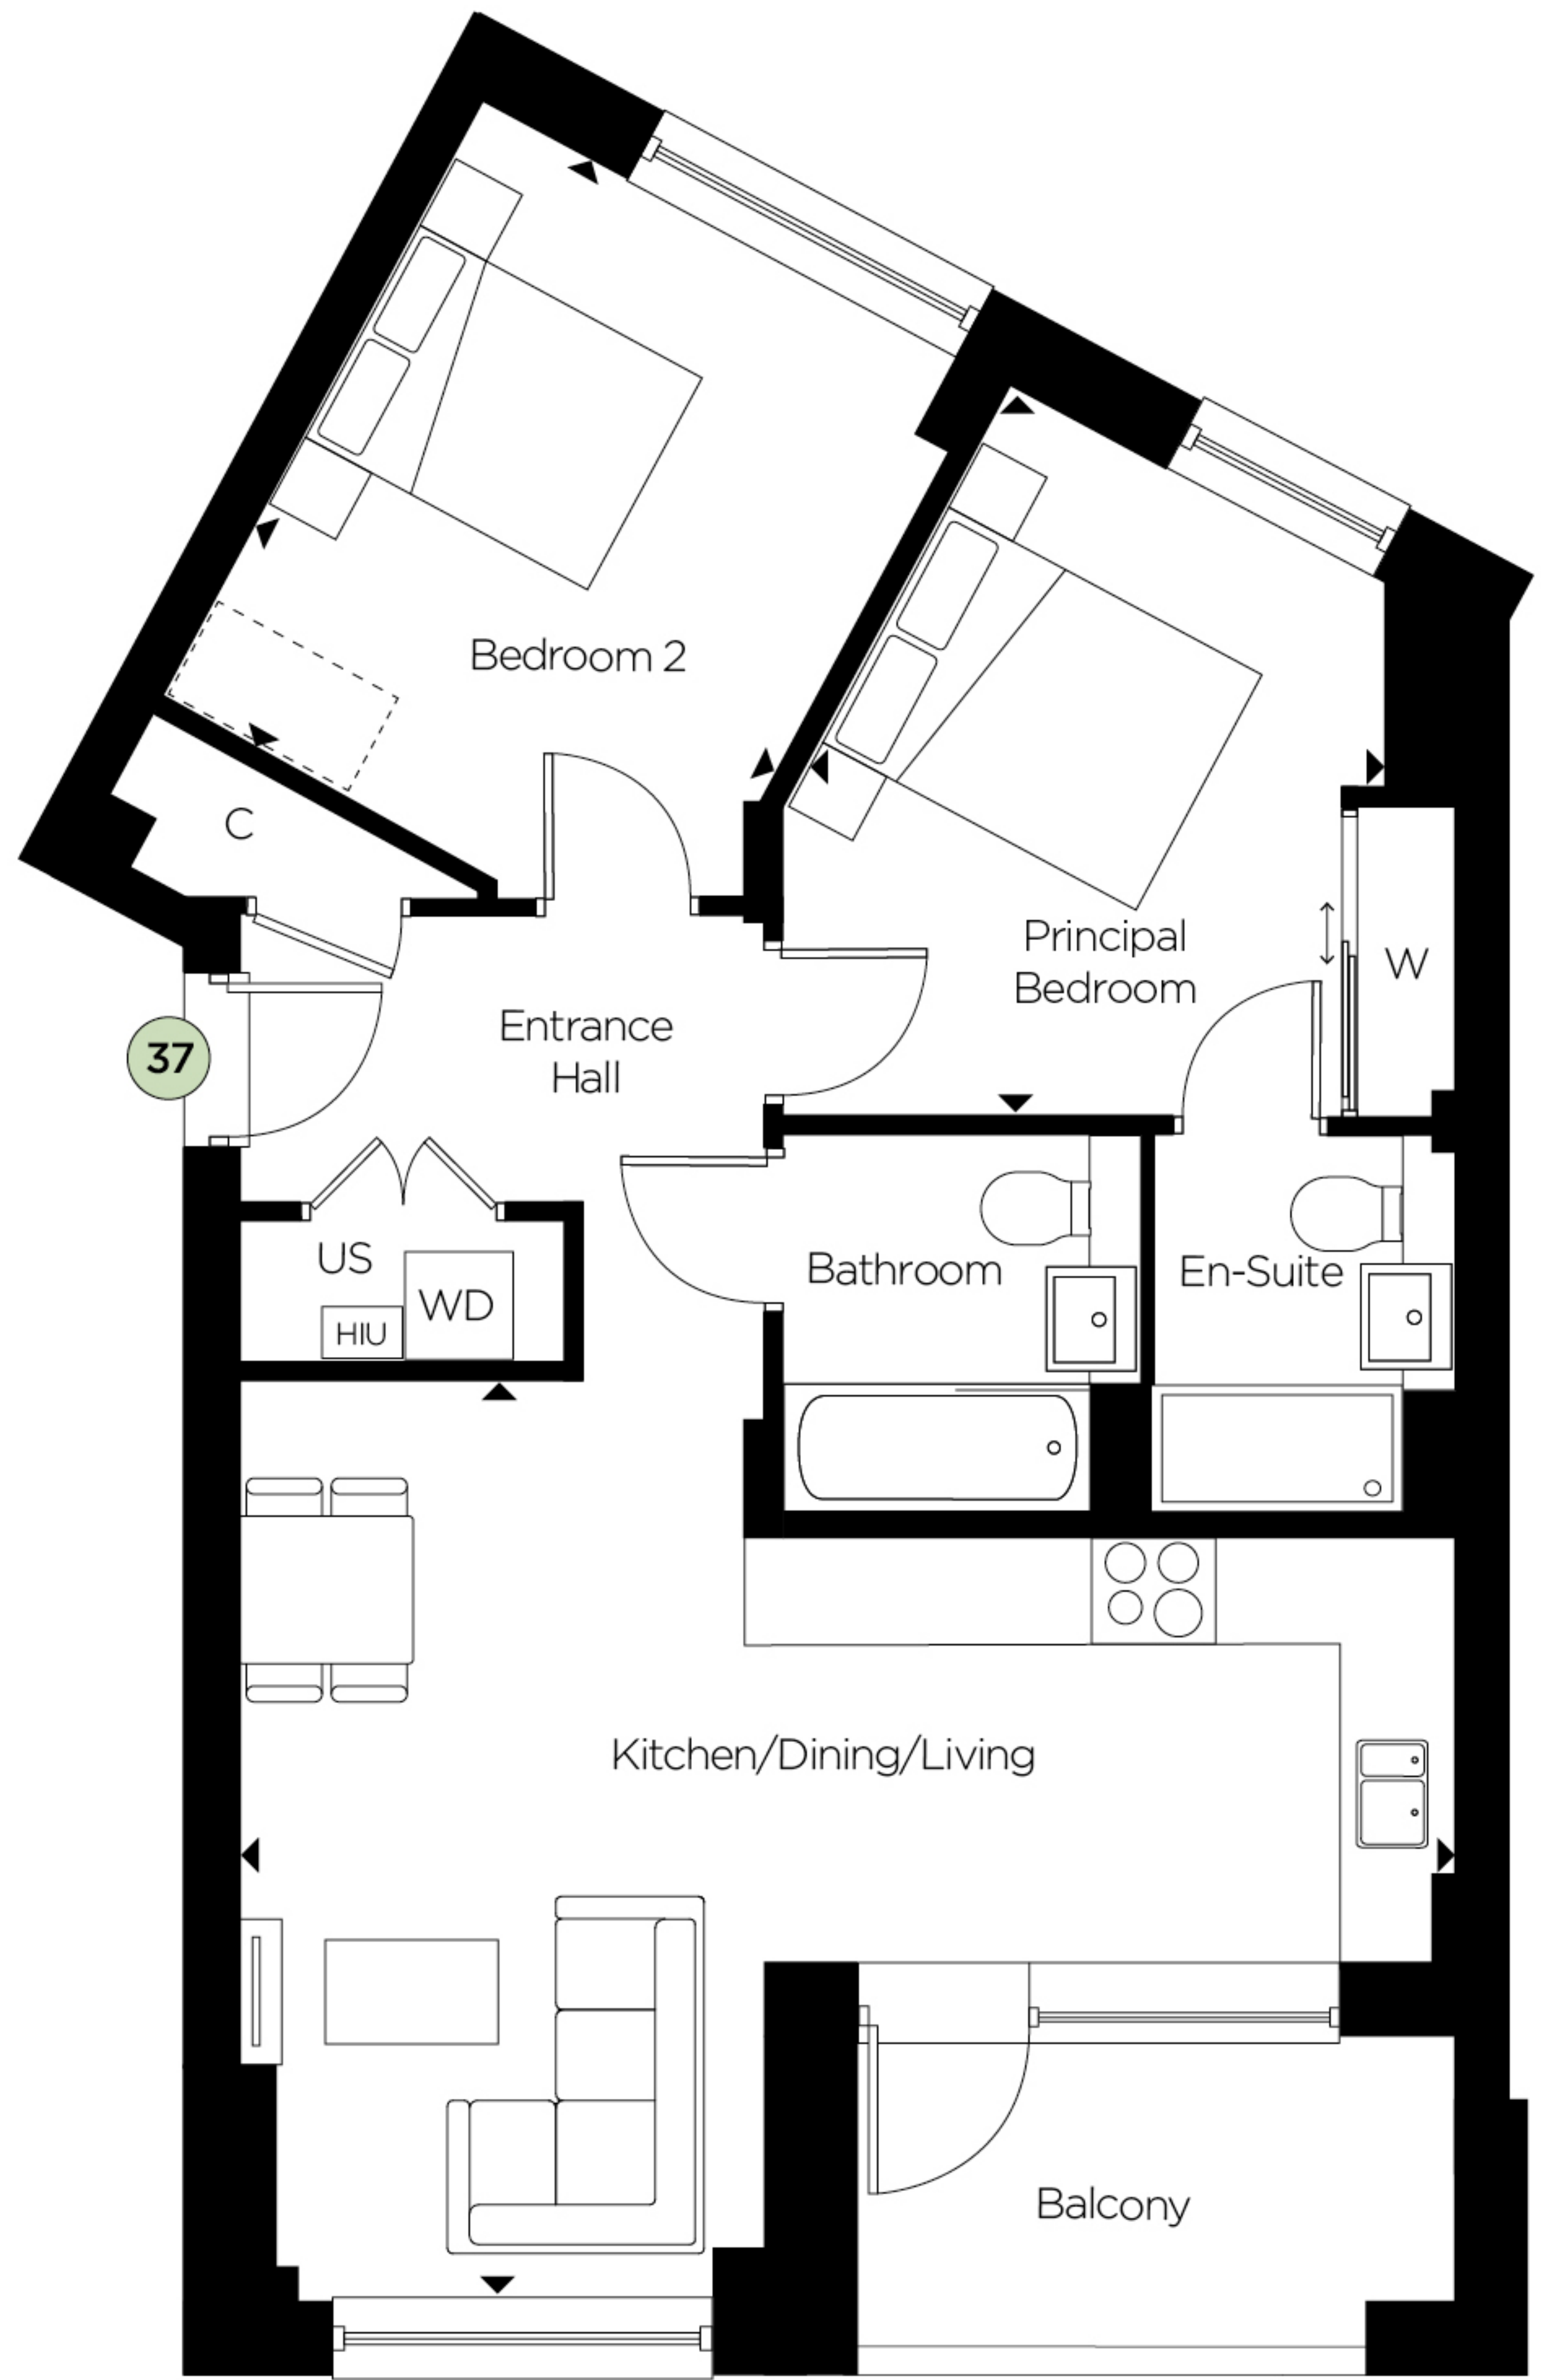 Bedroom 2
C
Principal
Bedroom
W
Entrance
Hall
37
US
WD
HIU
Bathroom
En-Suite
Kitchen/Dining/Living
Balcony